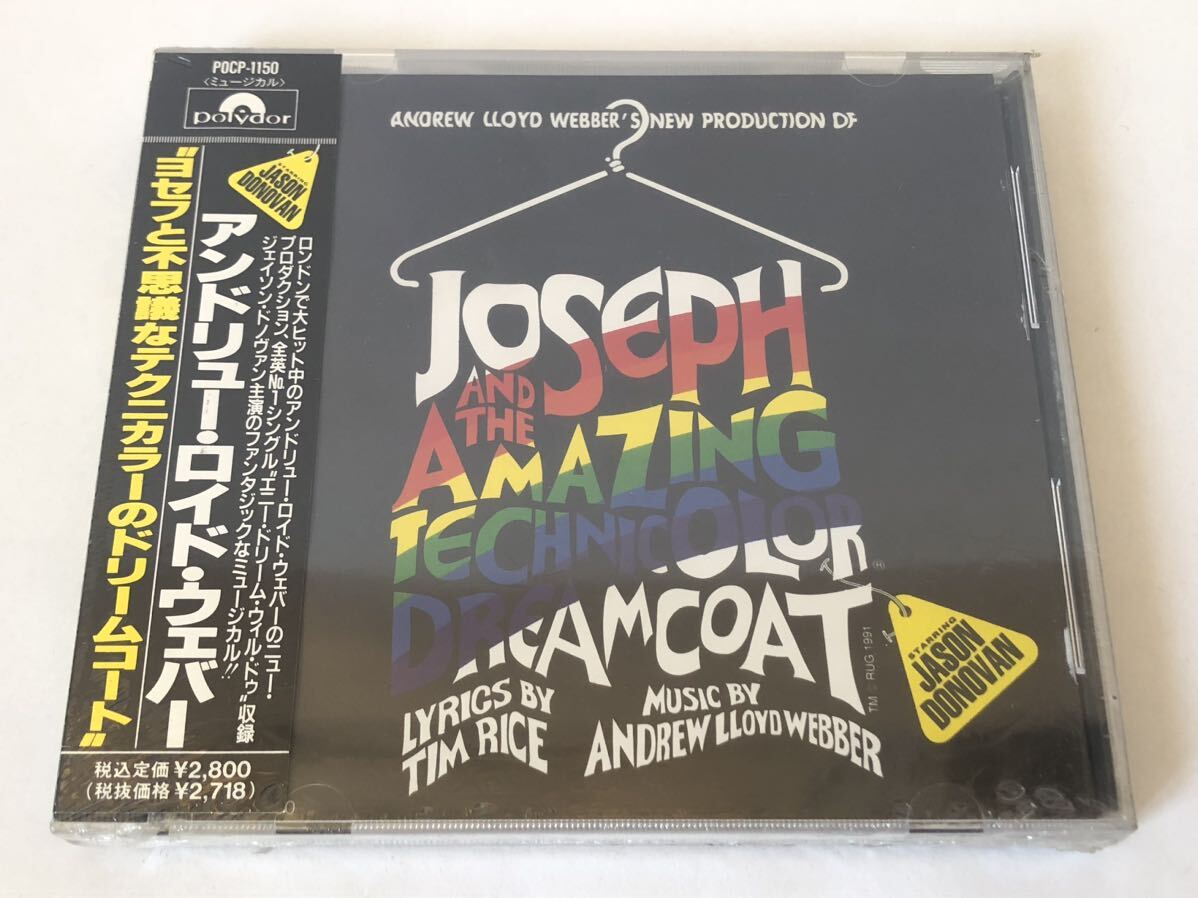 POCP-1150
〈ミュージカル〉
polydor
STARRING
JASON
DONOVAN
ロンドンで大ヒット中のアンドリュー・ロイド・ウェバーのニュー・
プロダクション、全英No.1シングル“エニー・ドリーム・ウィル・ドゥ”収録
ジェイソン・ドノヴァン主演のファンタジックなミュージカル!!
アンドリュー・ロイド・ウェバー
“ヨセフと不思議なテクニカラーのドリームコート”
税込定価¥2,800
(税抜価格¥2,718)
ANDREW LLOYD WEBBER'S NEW PRODUCTION OF
JOSEPH
AND
THE
AMAZING
TECHNICOLOR
DREAMCOAT
®
TM © RUG 1991
LYRICS BY
TIM RICE
MUSIC BY
ANDREW LLOYD WEBBER
STARRING
JASON
DONOVAN